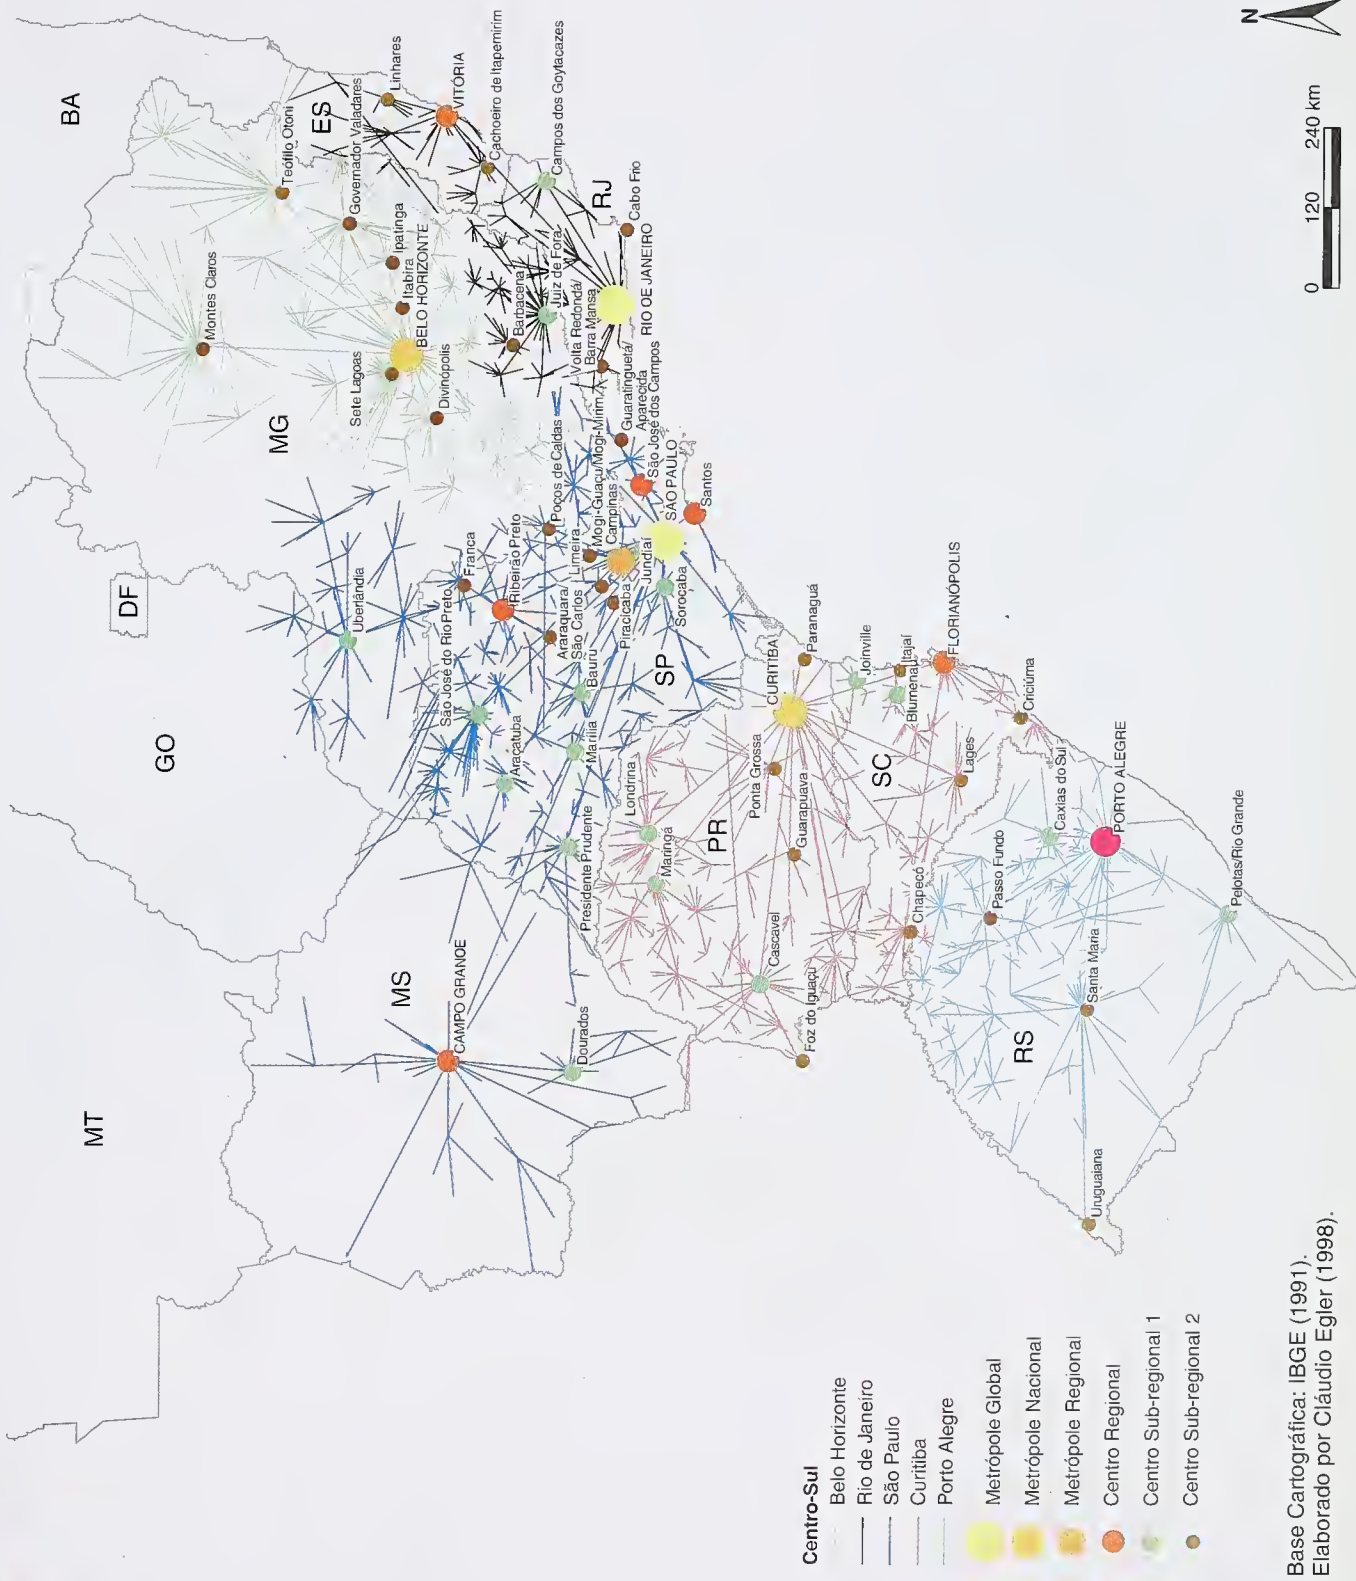 BA
Linhares
VITÓRIA
Cachoeiro de Itapemirim
Campos dos Goytacazes
ES
Teófilo Otoni
Governador Valadares
RJ
Cabo Frio
Ipatinga
Itabira
BELO HORIZONTE
Montes Claros
Sete Lagoas
Divinópolis
MG
Barbacena
Juiz de Fora
Volta Redonda/
Barra Mansa
RIO DE JANEIRO
Guaratinguetá/
Aparecida
São José dos Campos
SÃO PAULO
Santos
Poços de Caldas
Mogi-Guaçu/Mogi-Mirim
Campinas
Limeira
Jundiaí
Sorocaba
Piracicaba
DF
Uberlândia
Franca
Ribeirão Preto
São José do Rio Preto
Araraquara/
São Carlos
Bauru
SP
GO
Araçatuba
Marília
Presidente Prudente
Londrina
Maringá
PR
CURITIBA
Paranaguá
Ponta Grossa
Guarapuava
Joinville
Blumenau
Itajaí
FLORIANÓPOLIS
SC
Lages
Criciúma
Caxias do Sul
PORTO ALEGRE
Passo Fundo
Chapecó
Cascavel
Foz do Iguaçu
MT
MS
CAMPO GRANDE
Dourados
RS
Santa Maria
Pelotas/Rio Grande
Uruguaiana
N
0 120 240 km
Centro-Sul
Belo Horizonte
Rio de Janeiro
São Paulo
Curitiba
Porto Alegre
Metrópole Global
Metrópole Nacional
Metrópole Regional
Centro Regional
Centro Sub-regional 1
Centro Sub-regional 2
Base Cartográfica: IBGE (1991).
Elaborado por Cláudio Egler (1998).